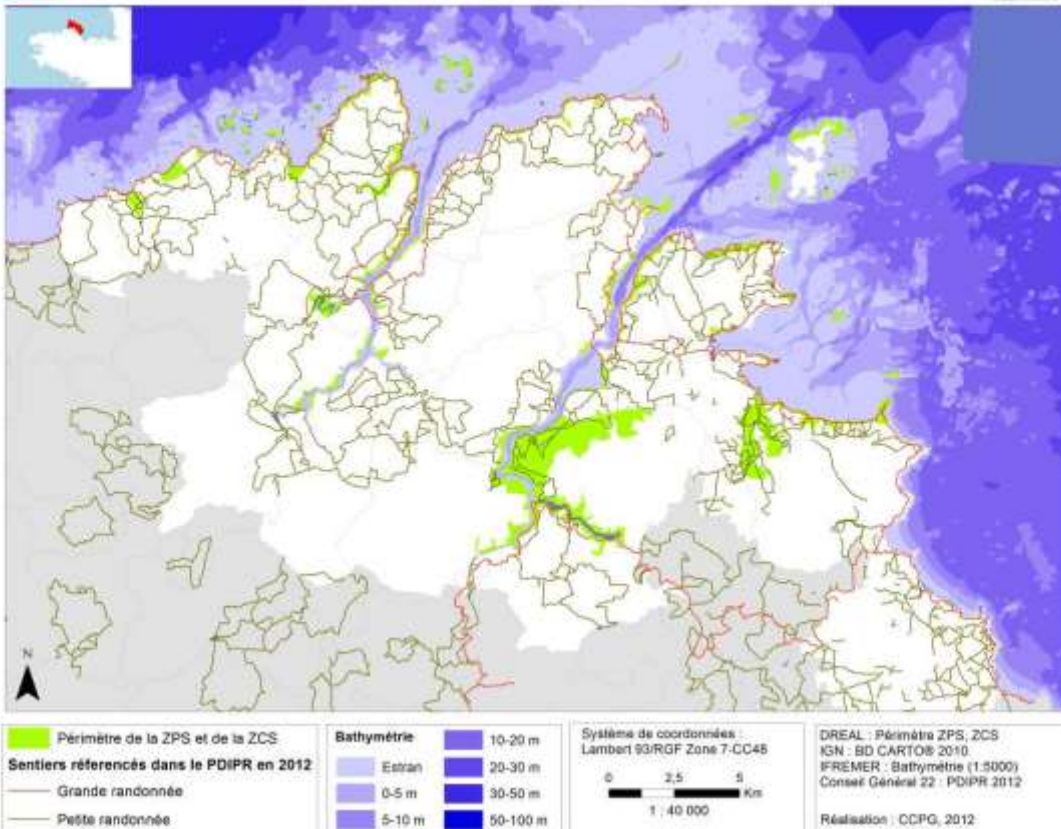 N
Périmètre de la ZPS et de la ZCS
Sentiers réferencés dans le PDIPR en 2012
Grande randonnée
Petite randonnée
Bathymétrie
Estran
0-5 m
5-10 m
10-20 m
20-30 m
30-50 m
50-100 m
Système de coordonnées :
Lambert 93/RGF Zone 7-CC48
0 2,5 5
Km
1 : 40 000
DREAL : Périmètre ZPS, ZCS
IGN : BD CARTO® 2010
IFREMER : Bathymétrie (1:5000)
Conseil Général 22 : PDIPR 2012
Réalisation : CCPG, 2012